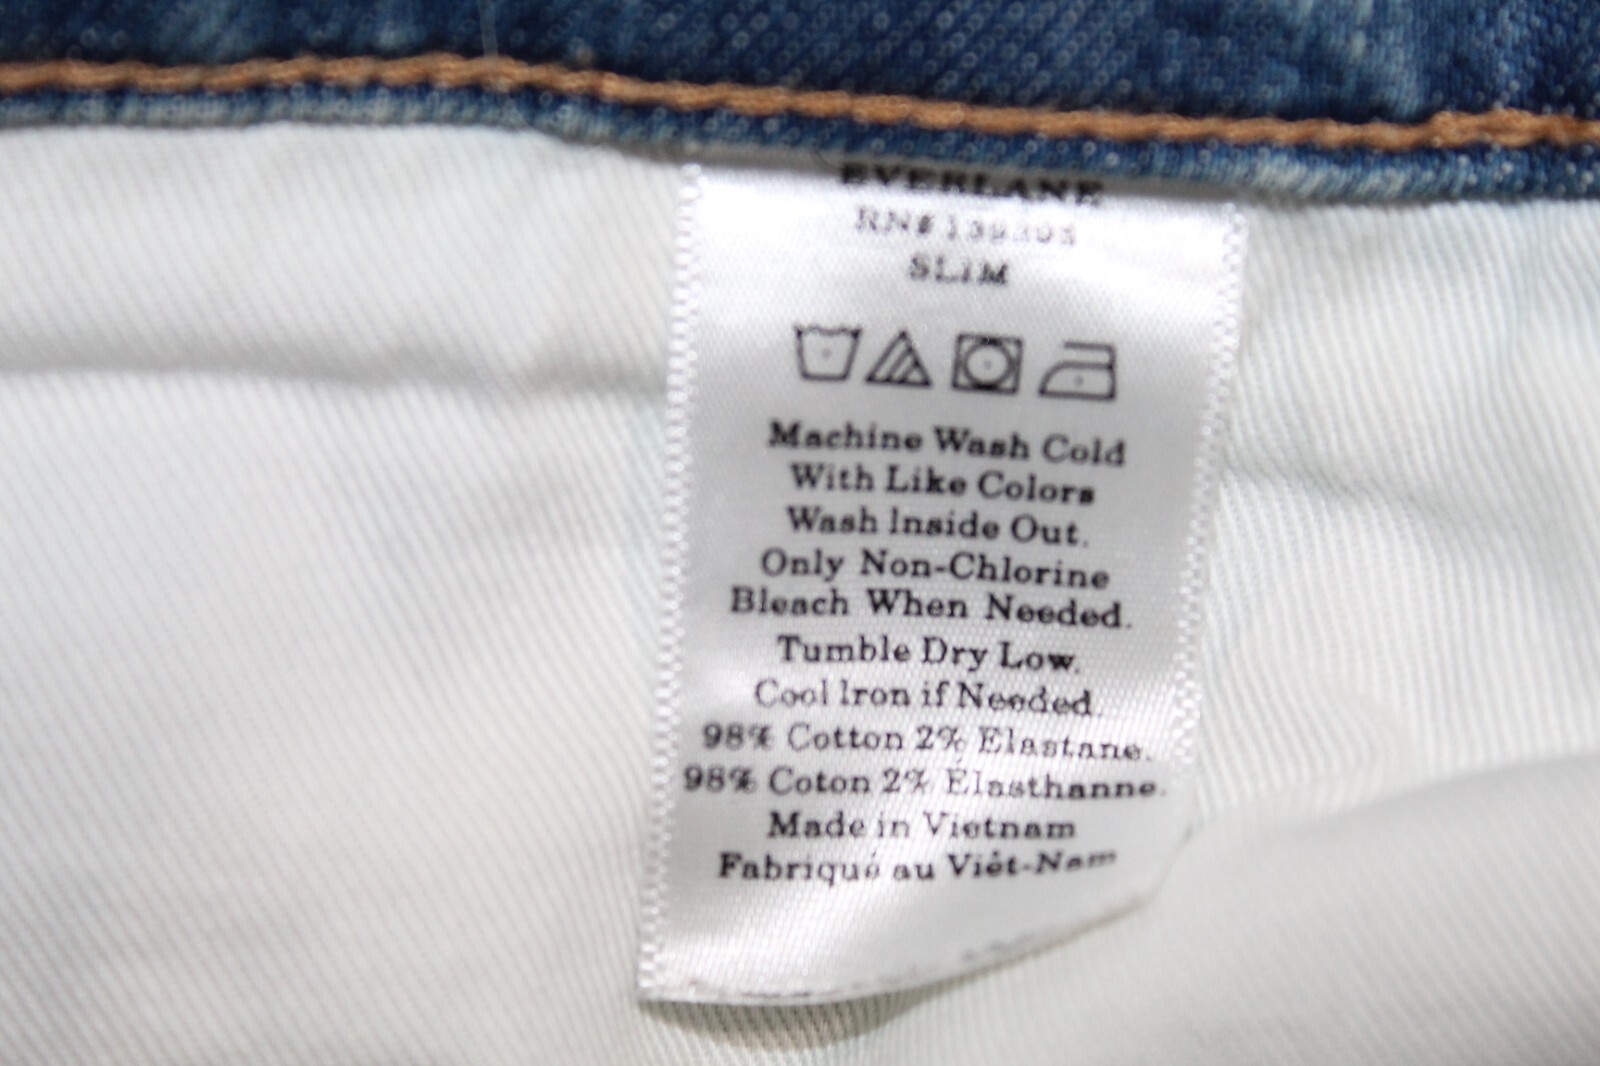 EVERLANE
SLIM
Machine Wash Cold
With Like Colors
Wash Inside Out.
Only Non-Chlorine
Bleach When Needed.
Tumble Dry Low.
Cool Iron if Needed.
98% Cotton 2% Elastane.
98% Coton 2% Élasthanne.
Made in Vietnam
Fabriqué au Viêt-Nam